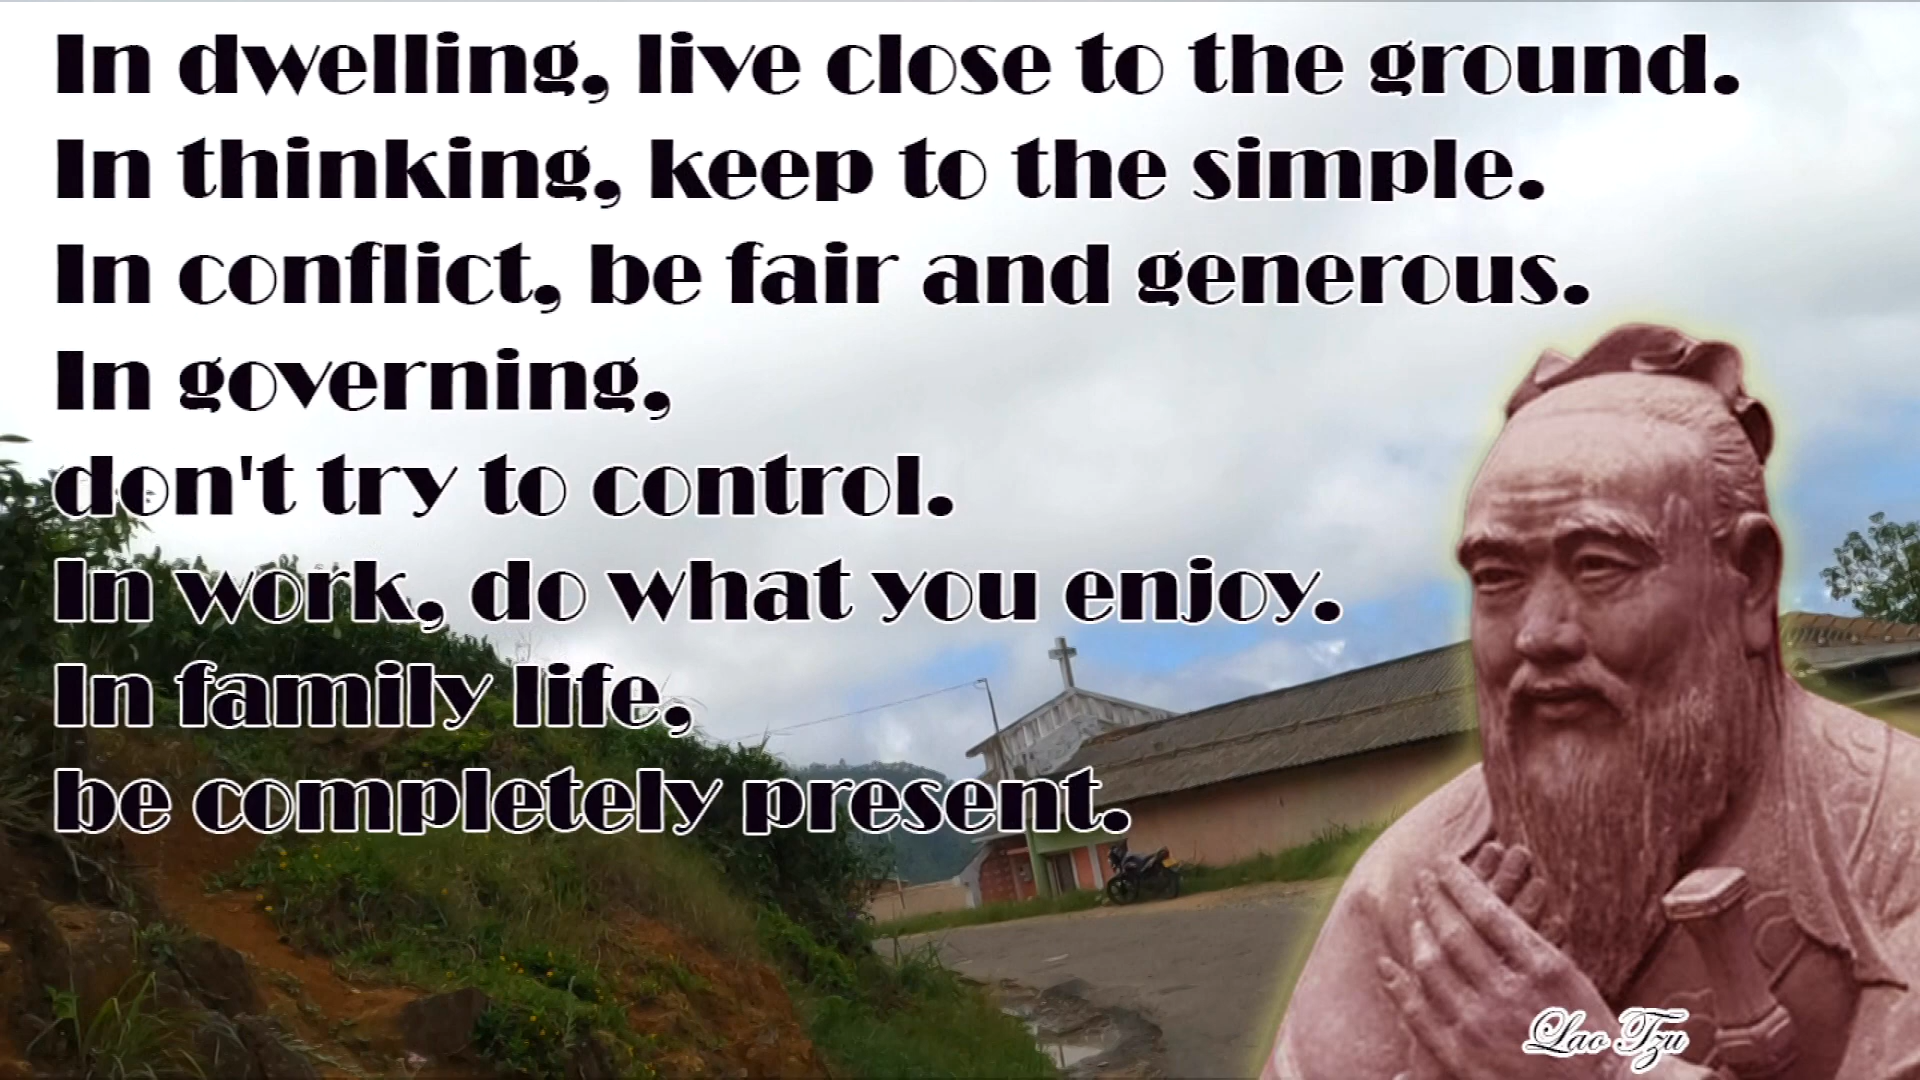 In dwelling, live close to the ground.
In thinking, keep to the simple.
In conflict, be fair and generous.
In governing,
don't try to control.
In work, do what you enjoy.
In family life,
be completely present.
Lao Tzu